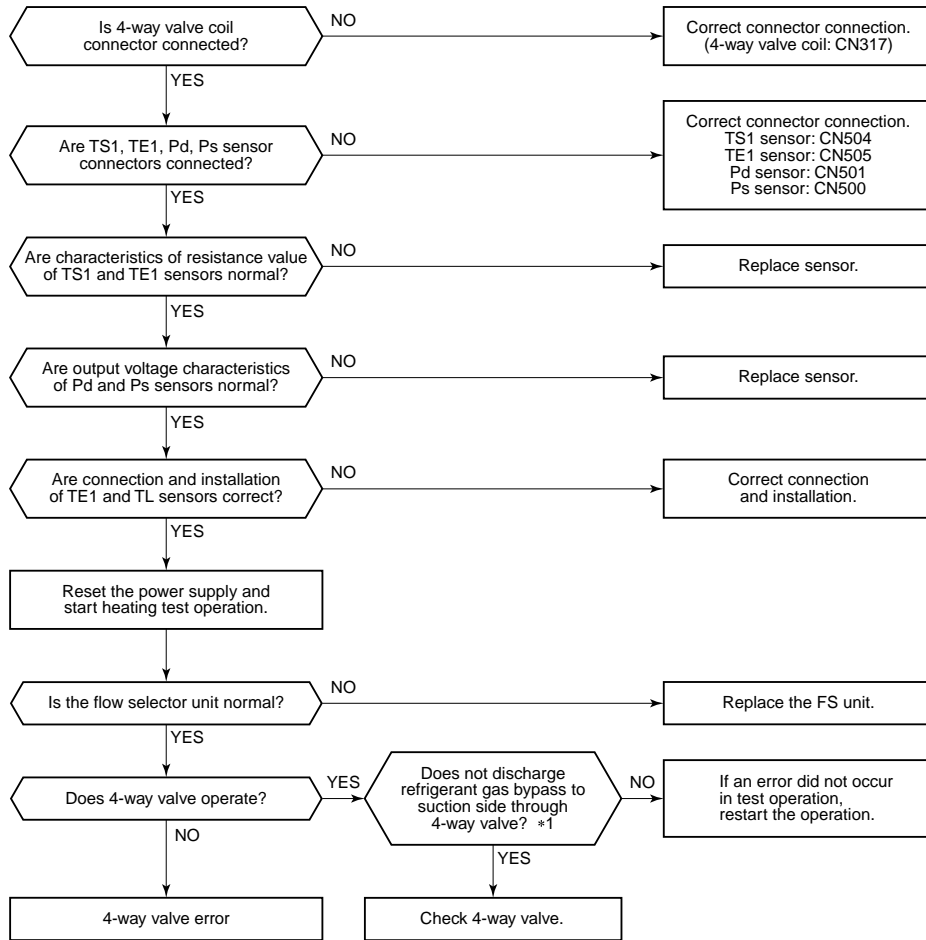 Is 4-way valve coil
connector connected?
NO
Correct connector connection.
(4-way valve coil: CN317)
YES
Are TS1, TE1, Pd, Ps sensor
connectors connected?
NO
Correct connector connection.
TS1 sensor: CN504
TE1 sensor: CN505
Pd sensor: CN501
Ps sensor: CN500
YES
Are characteristics of resistance value
of TS1 and TE1 sensors normal?
NO
Replace sensor.
YES
Are output voltage characteristics
of Pd and Ps sensors normal?
NO
Replace sensor.
YES
Are connection and installation
of TE1 and TL sensors correct?
NO
Correct connection
and installation.
YES
Reset the power supply and
start heating test operation.
Is the flow selector unit normal?
NO
Replace the FS unit.
YES
Does 4-way valve operate?
YES
Does not discharge
refrigerant gas bypass to
suction side through
4-way valve? *1
NO
If an error did not occur
in test operation,
restart the operation.
NO
YES
4-way valve error
Check 4-way valve.